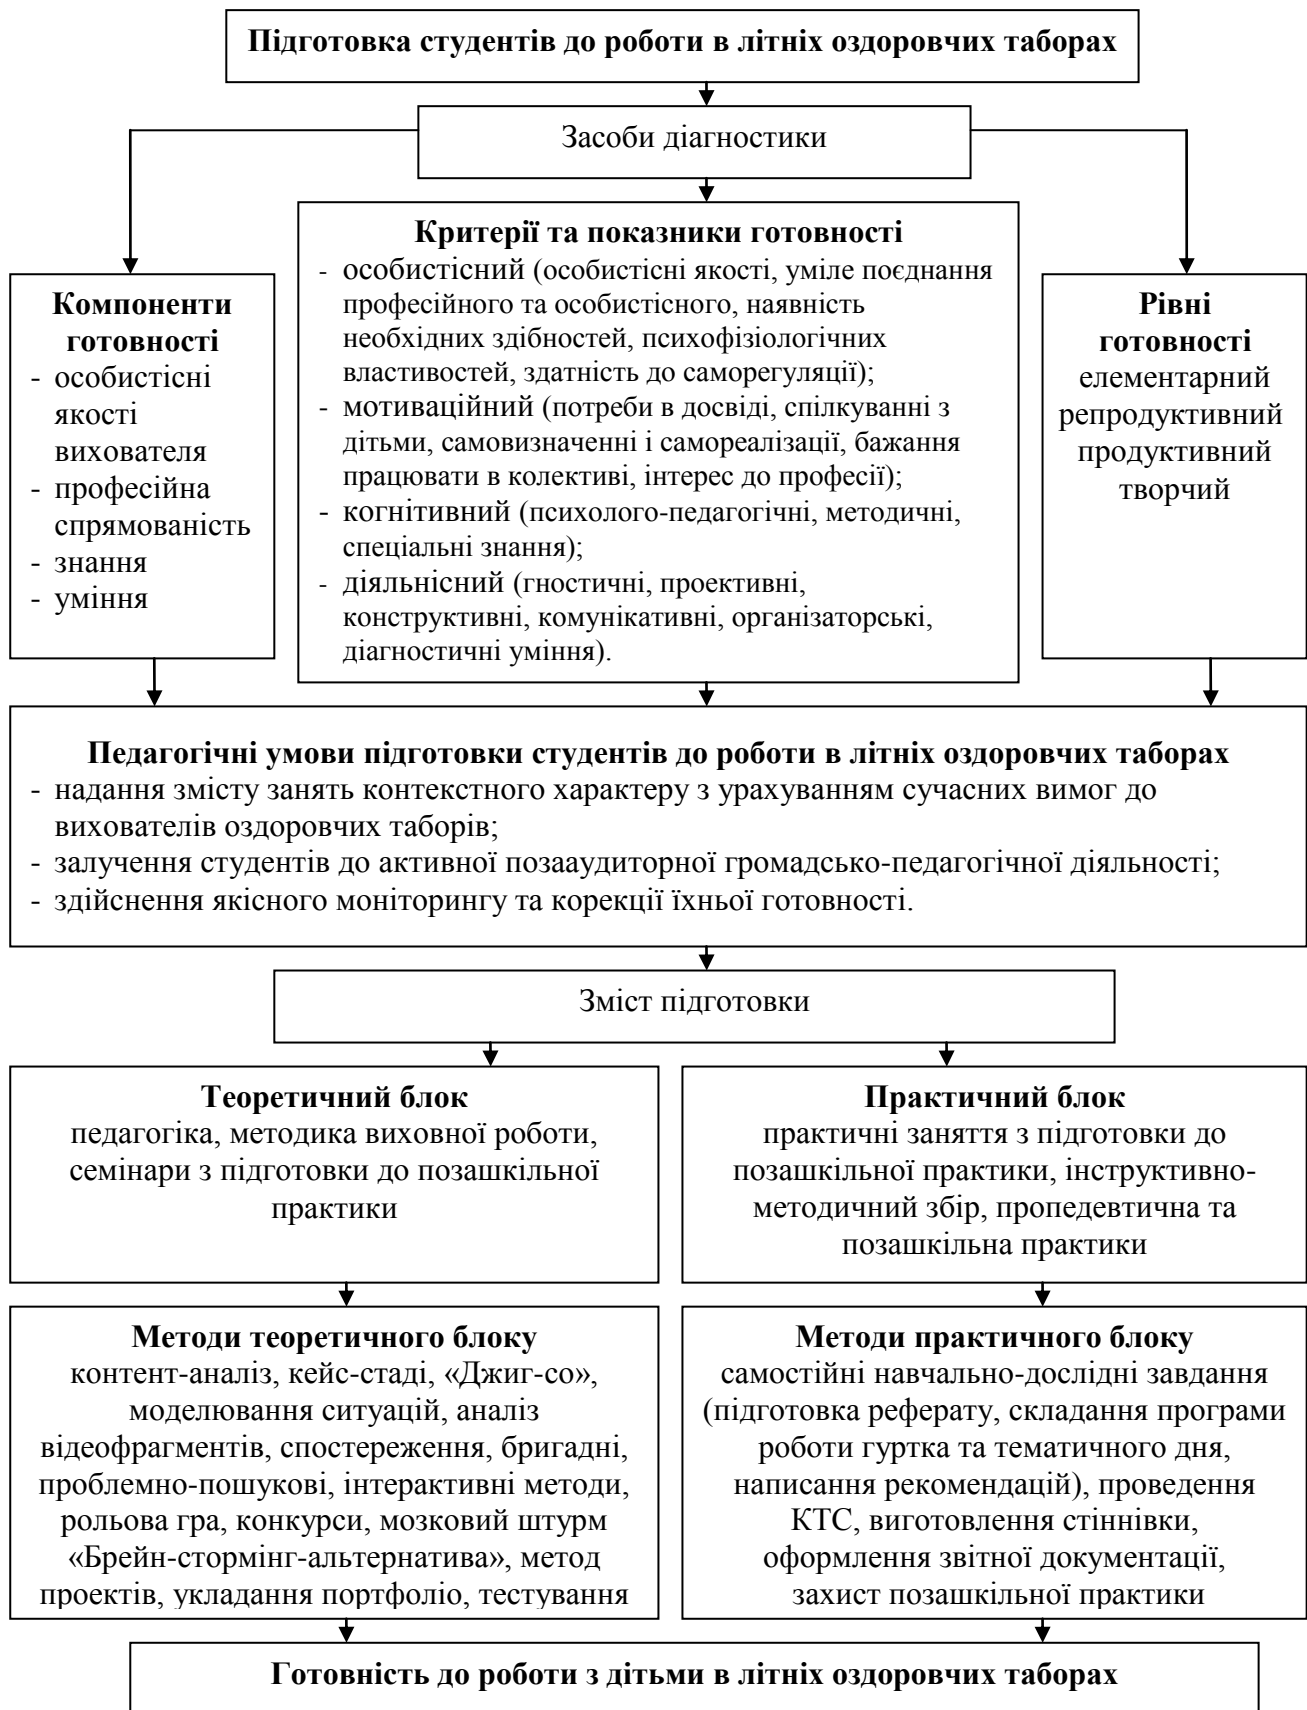 Підготовка студентів до роботи в літніх оздоровчих таборах
Засоби діагностики
Компоненти
готовності
- особистісні
якості
вихователя
- професійна
спрямованість
- знання
- уміння
Критерії та показники готовності
- особистісний (особистісні якості, уміле поєднання
професійного та особистісного, наявність
необхідних здібностей, психофізіологічних
властивостей, здатність до саморегуляції);
- мотиваційний (потреби в досвіді, спілкуванні з
дітьми, самовизначенні і самореалізації, бажання
працювати в колективі, інтерес до професії);
- когнітивний (психолого-педагогічні, методичні,
спеціальні знання);
- діяльнісний (гностичні, проективні,
конструктивні, комунікативні, організаторські,
діагностичні уміння).
Рівні
готовності
елементарний
репродуктивний
продуктивний
творчий
Педагогічні умови підготовки студентів до роботи в літніх оздоровчих таборах
- надання змісту занять контекстного характеру з урахуванням сучасних вимог до
вихователів оздоровчих таборів;
- залучення студентів до активної позааудиторної громадсько-педагогічної діяльності;
- здійснення якісного моніторингу та корекції їхньої готовності.
Зміст підготовки
Теоретичний блок
педагогіка, методика виховної роботи,
семінари з підготовки до позашкільної
практики
Практичний блок
практичні заняття з підготовки до
позашкільної практики, інструктивно-
методичний збір, пропедевтична та
позашкільна практики
Методи теоретичного блоку
контент-аналіз, кейс-стаді, «Джиг-со»,
моделювання ситуацій, аналіз
відеофрагментів, спостереження, бригадні,
проблемно-пошукові, інтерактивні методи,
рольова гра, конкурси, мозковий штурм
«Брейн-стормінг-альтернатива», метод
проектів, укладання портфоліо, тестування
Методи практичного блоку
самостійні навчально-дослідні завдання
(підготовка реферату, складання програми
роботи гуртка та тематичного дня,
написання рекомендацій), проведення
КТС, виготовлення стіннівки,
оформлення звітної документації,
захист позашкільної практики
Готовність до роботи з дітьми в літніх оздоровчих таборах